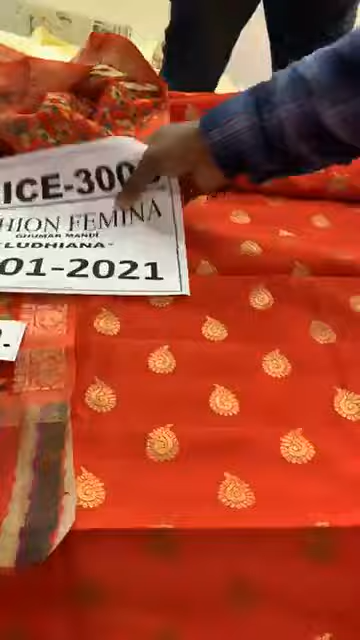 ICE-300
HION FEMINA
GHUMAR MANDI
LUDHIANA-
01-2021